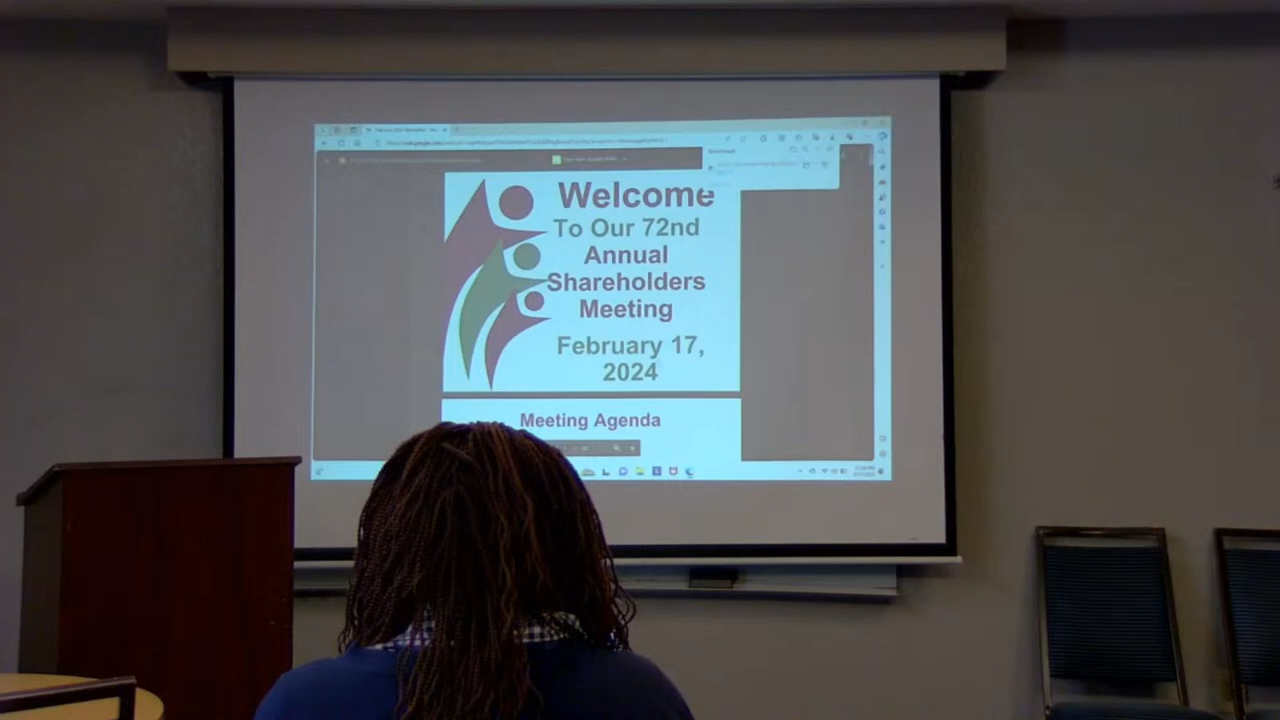 Welcome
To Our 72nd
Annual
Shareholders
Meeting
February 17,
2024
Meeting Agenda